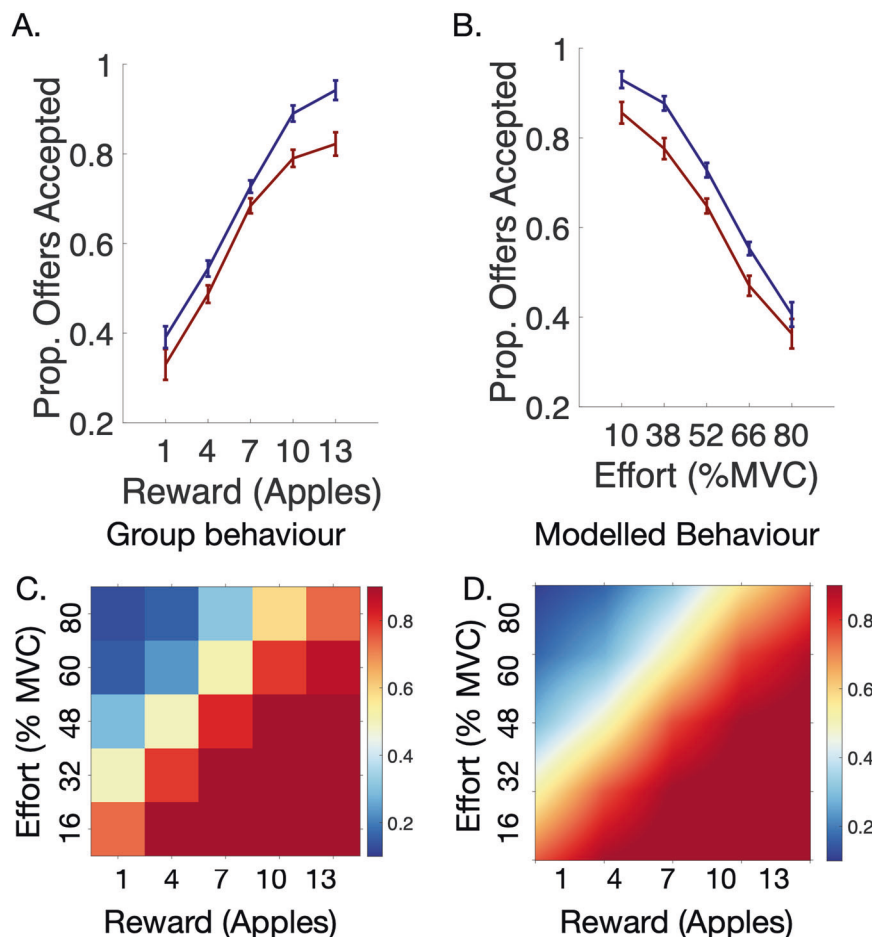 A.
Prop. Offers Accepted
1
0.8
0.6
0.4
0.2
1 4 7 10 13
Reward (Apples)
Group behaviour
B.
Prop. Offers Accepted
1
0.8
0.6
0.4
0.2
10 38 52 66 80
Effort (%MVC)
Modelled Behaviour
C.
Effort (% MVC)
80
60
48
32
16
1 4 7 10 13
Reward (Apples)
0.8
0.6
0.4
0.2
D.
Effort (% MVC)
80
60
48
32
16
1 4 7 10 13
Reward (Apples)
0.8
0.6
0.4
0.2